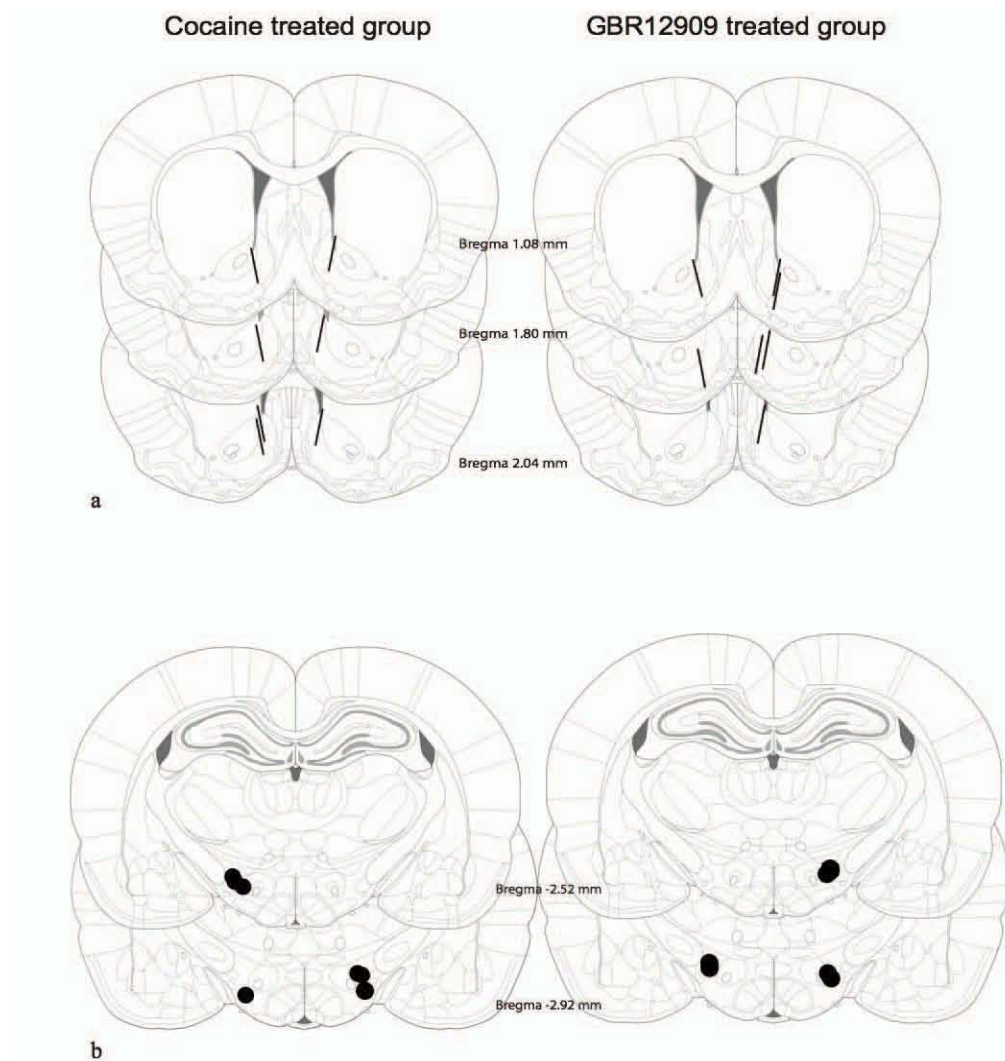 Cocaine treated group
GBR12909 treated group
Bregma 1.08 mm
Bregma 1.80 mm
Bregma 2.04 mm
a
Bregma -2.52 mm
Bregma -2.92 mm
b